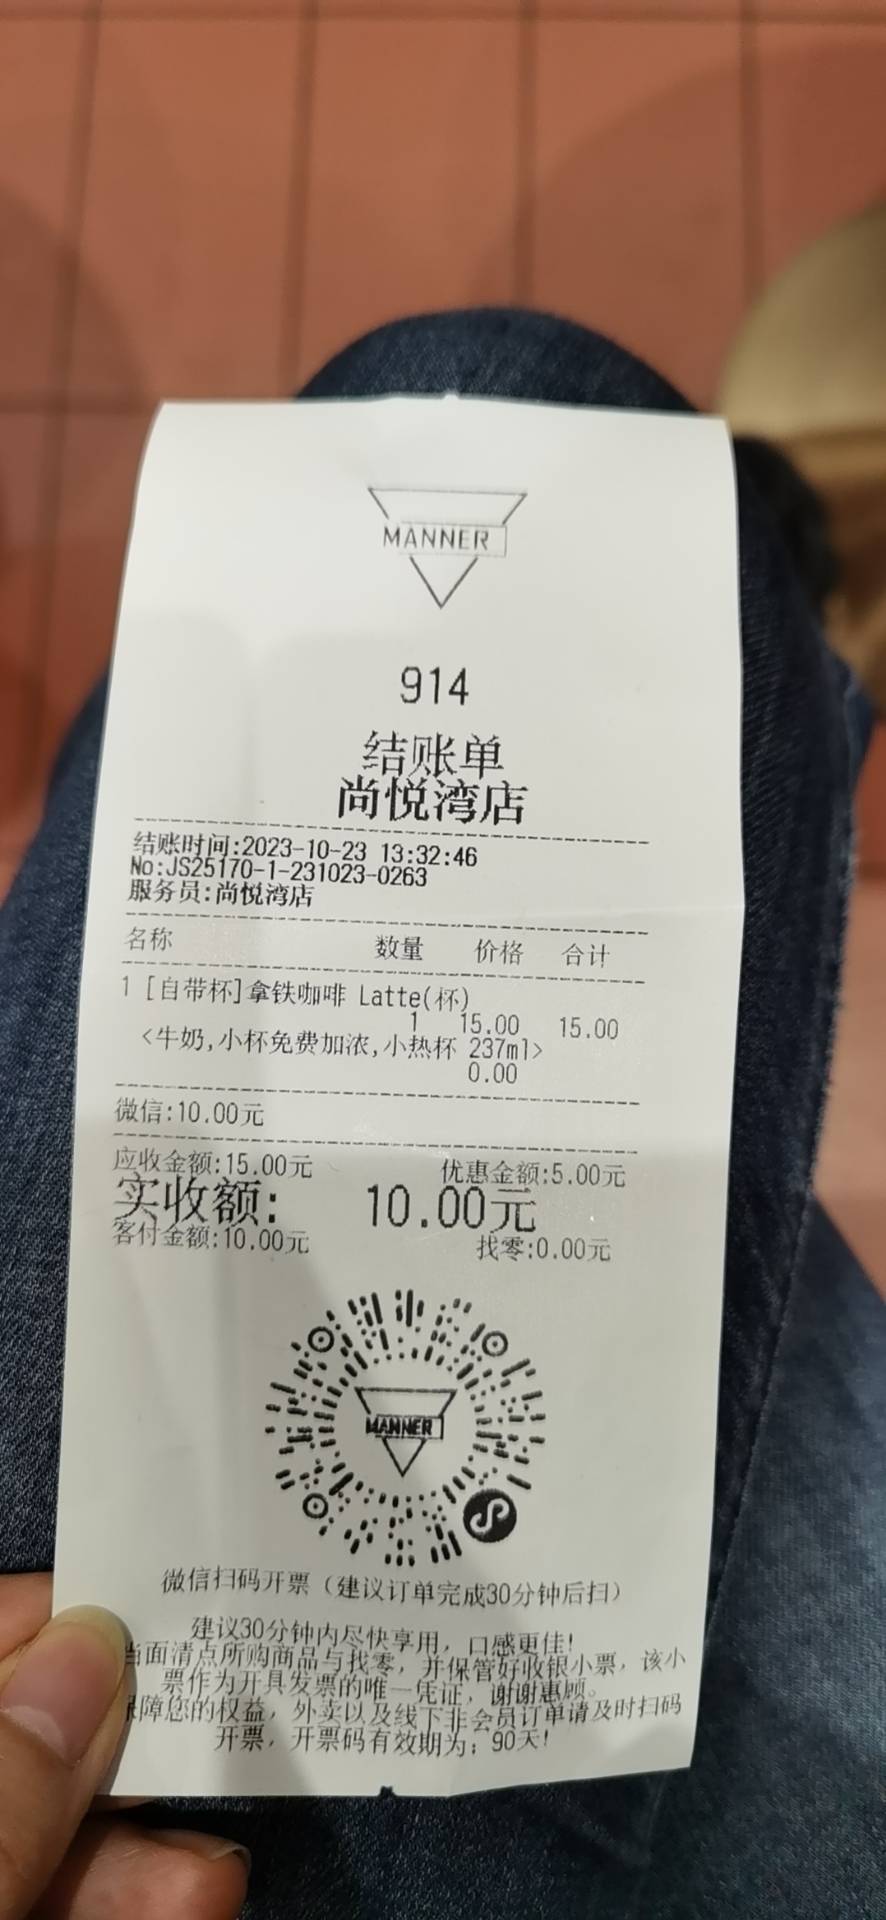 MANNER
914
结账单
尚悦湾店
结账时间:2023-10-23 13:32:46
No:JS25170-1-231023-0263
服务员:尚悦湾店
名称 数量 价格 合计
1 [自带杯]拿铁咖啡 Latte(杯)
1 15.00 15.00
<牛奶,小杯免费加浓,小热杯 237ml>
0.00
微信:10.00元
应收金额:15.00元 优惠金额:5.00元
实收额: 10.00元
客付金额:10.00元 找零:0.00元
MANNER
微信扫码开票（建议订单完成30分钟后扫）
建议30分钟内尽快享用，口感更佳!
当面清点所购商品与找零，并保管好收银小票，该小
票作为开具发票的唯一凭证，谢谢惠顾。
障您的权益，外卖以及线下非会员订单请及时扫码
开票，开票码有效期为：90天!